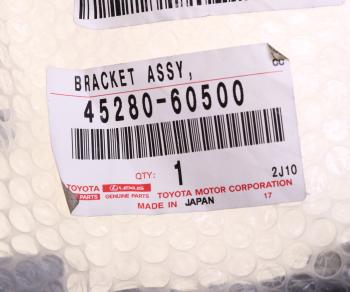 BRACKET ASSY,
45280-60500
QTY: 1
2J10
TOYOTA LEXUS
PARTS GENUINE PARTS
TOYOTA MOTOR CORPORATION
MADE IN JAPAN 17